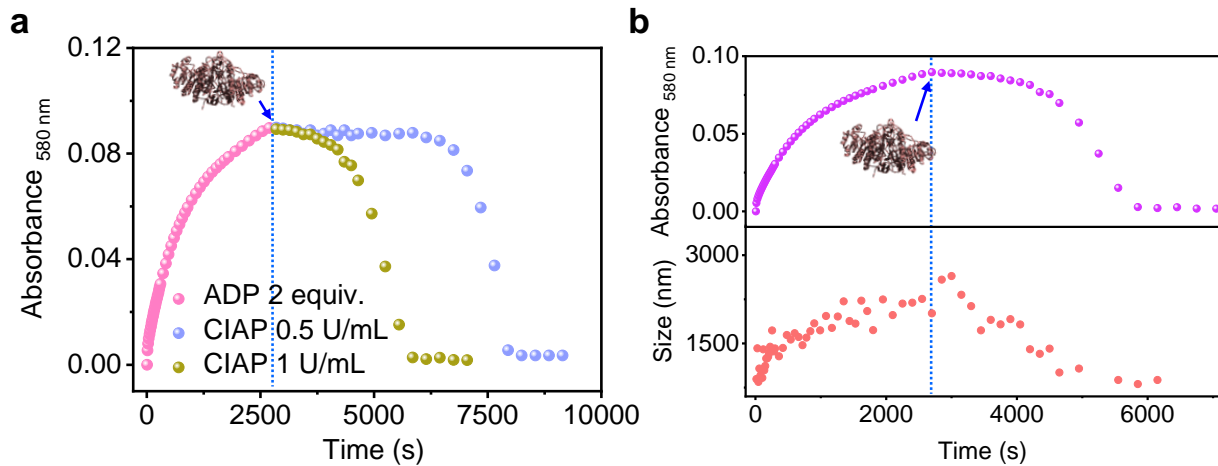 a
0.12
0.08
0.04
0.00
Absorbance 580 nm
ADP 2 equiv.
CIAP 0.5 U/mL
CIAP 1 U/mL
0
2500
5000
7500
10000
Time (s)
b
0.10
0.05
0.00
Absorbance 580 nm
3000
1500
Size (nm)
0
2000
4000
6000
Time (s)